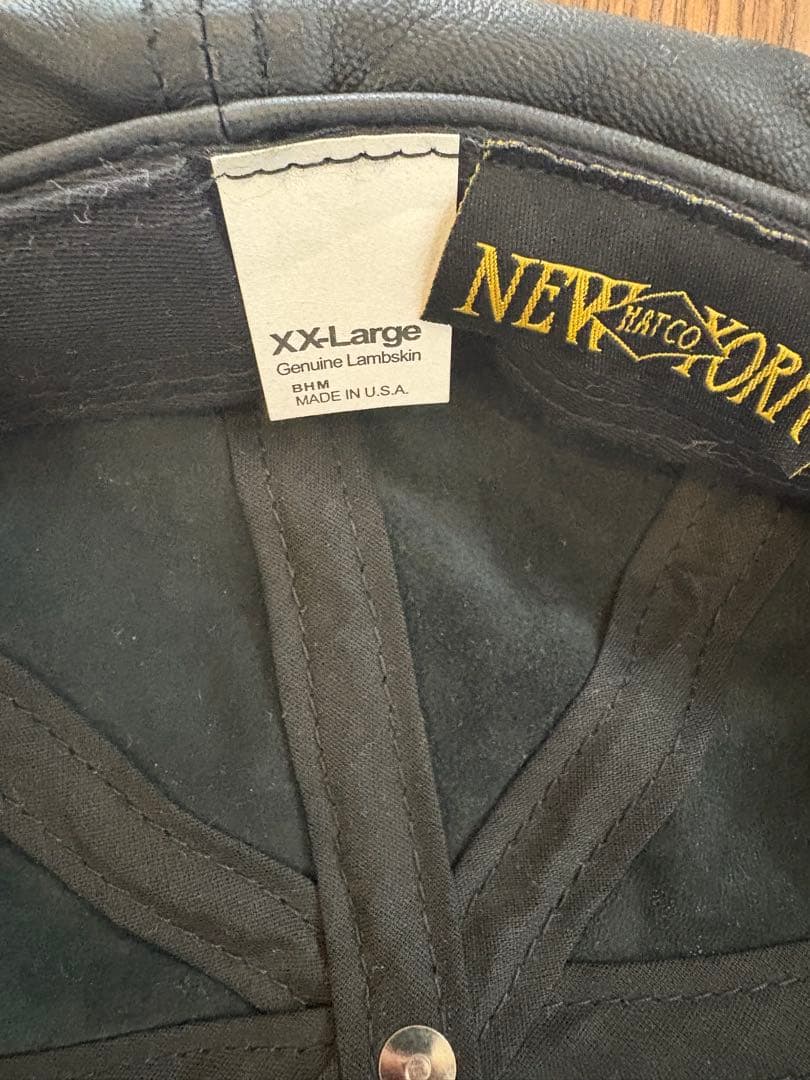 XX-Large
Genuine Lambskin
BHM
MADE IN U.S.A.
NEW YORK
HAT CO